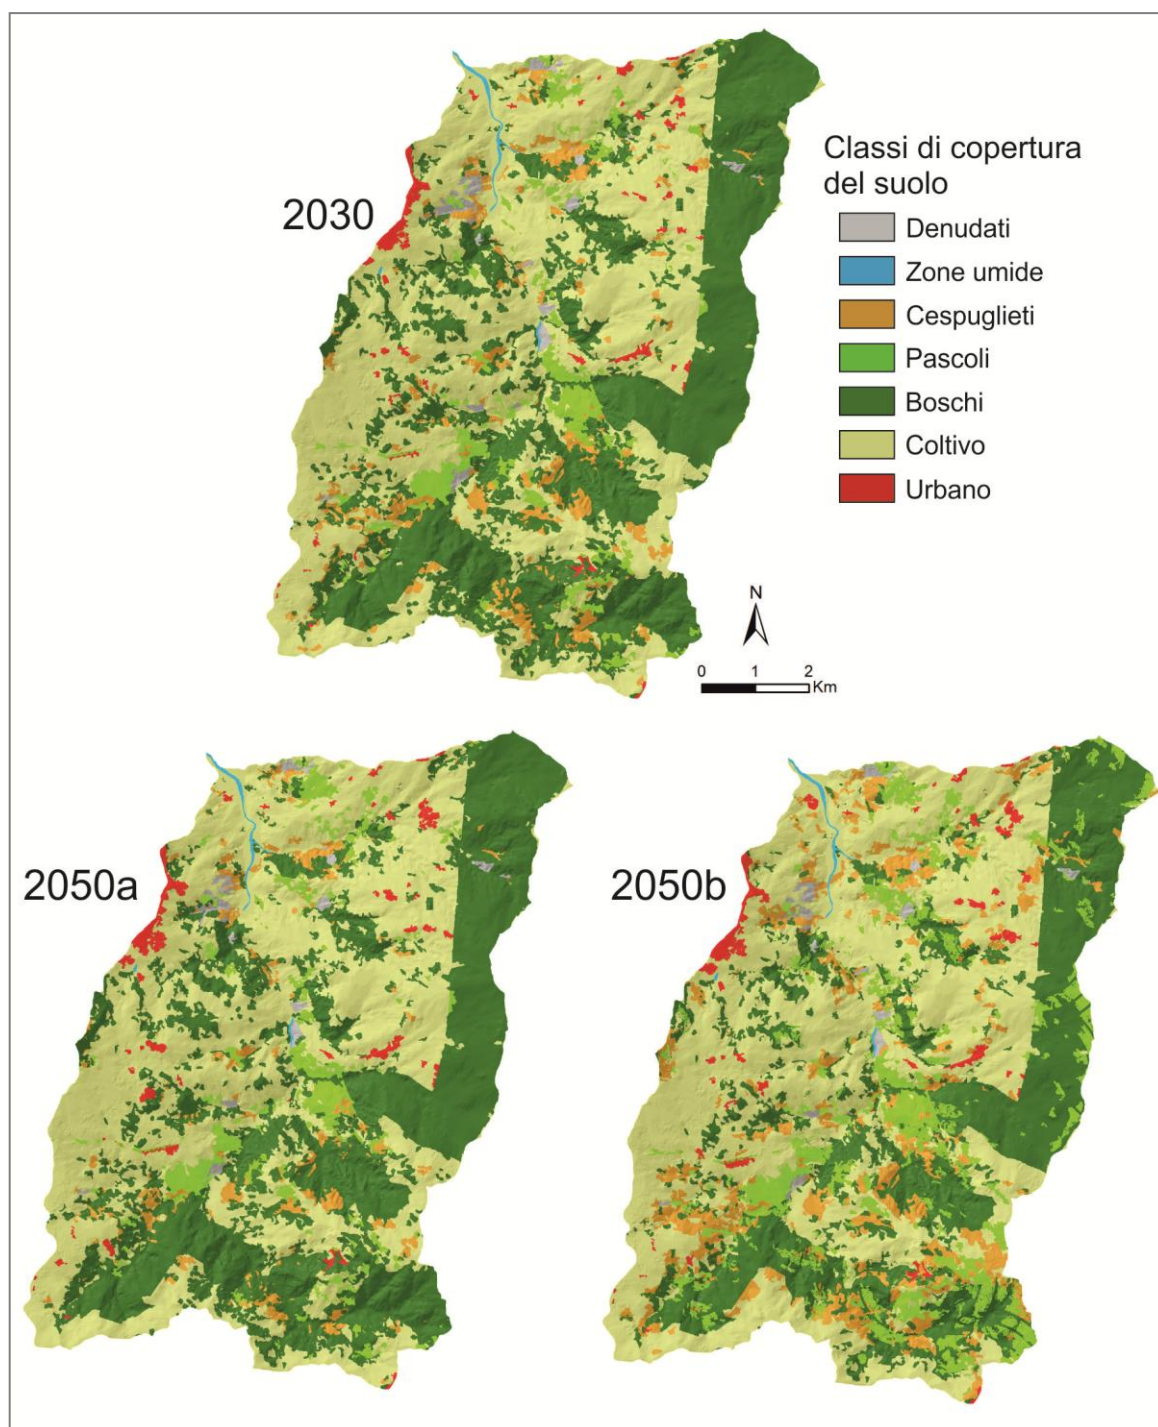 2030
Classi di copertura
del suolo
Denudati
Zone umide
Cespuglieti
Pascoli
Boschi
Coltivo
Urbano
N
0 1 2
Km
2050a
2050b